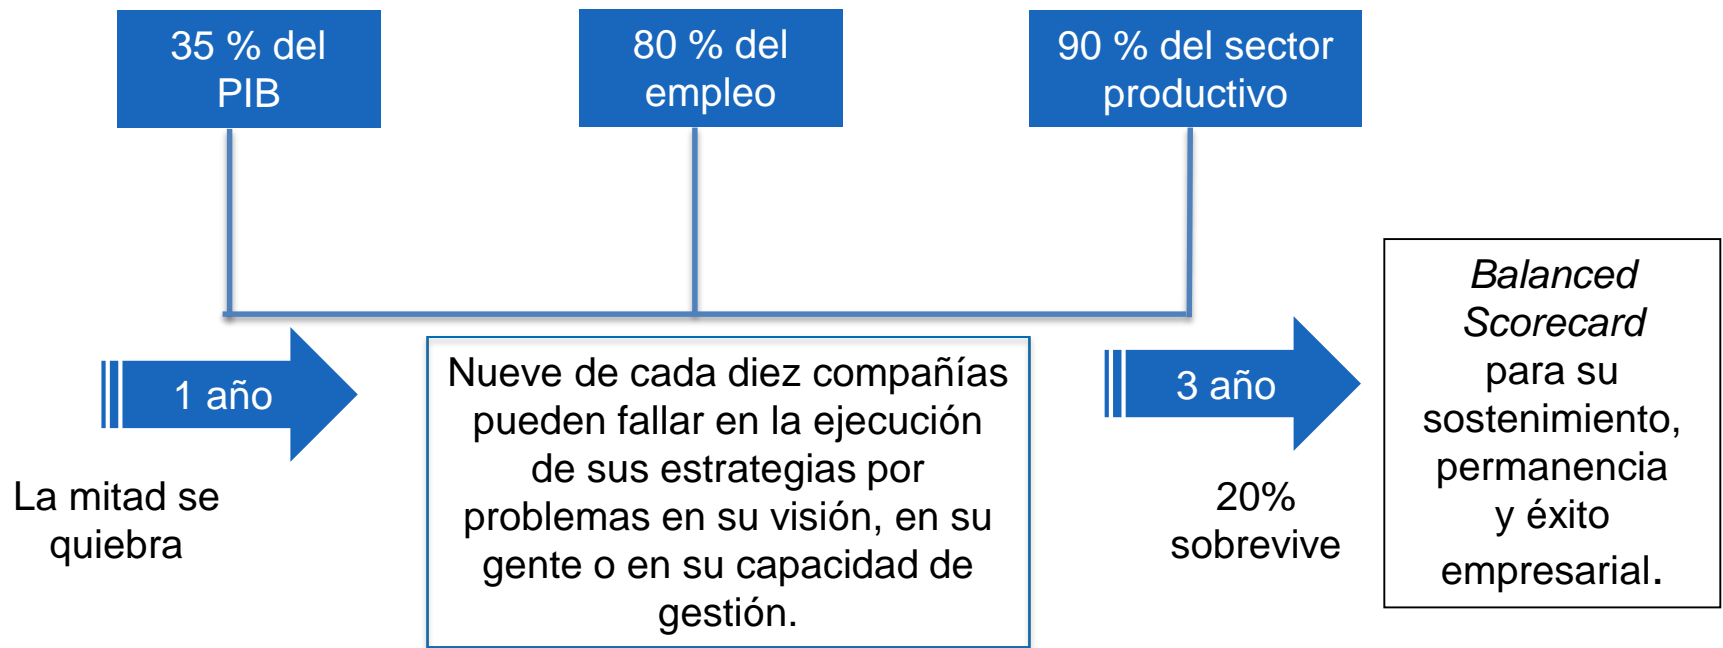 35 % del
PIB
80 % del
empleo
90 % del sector
productivo
1 año
La mitad se
quiebra
Nueve de cada diez compañías
pueden fallar en la ejecución
de sus estrategias por
problemas en su visión, en su
gente o en su capacidad de
gestión.
3 año
20%
sobrevive
Balanced
Scorecard
para su
sostenimiento,
permanencia
y éxito
empresarial.